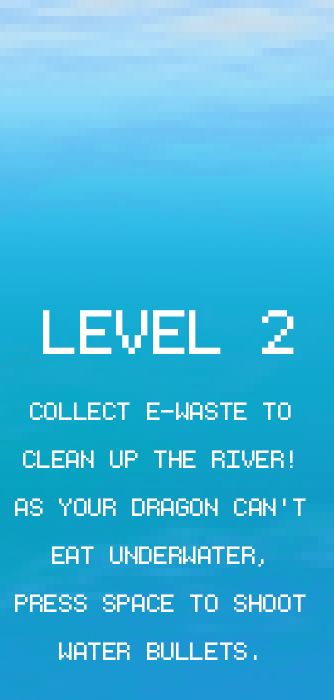 LEVEL 2
COLLECT E-WASTE TO
CLEAN UP THE RIVER!
AS YOUR DRAGON CAN'T
EAT UNDERWATER,
PRESS SPACE TO SHOOT
WATER BULLETS.